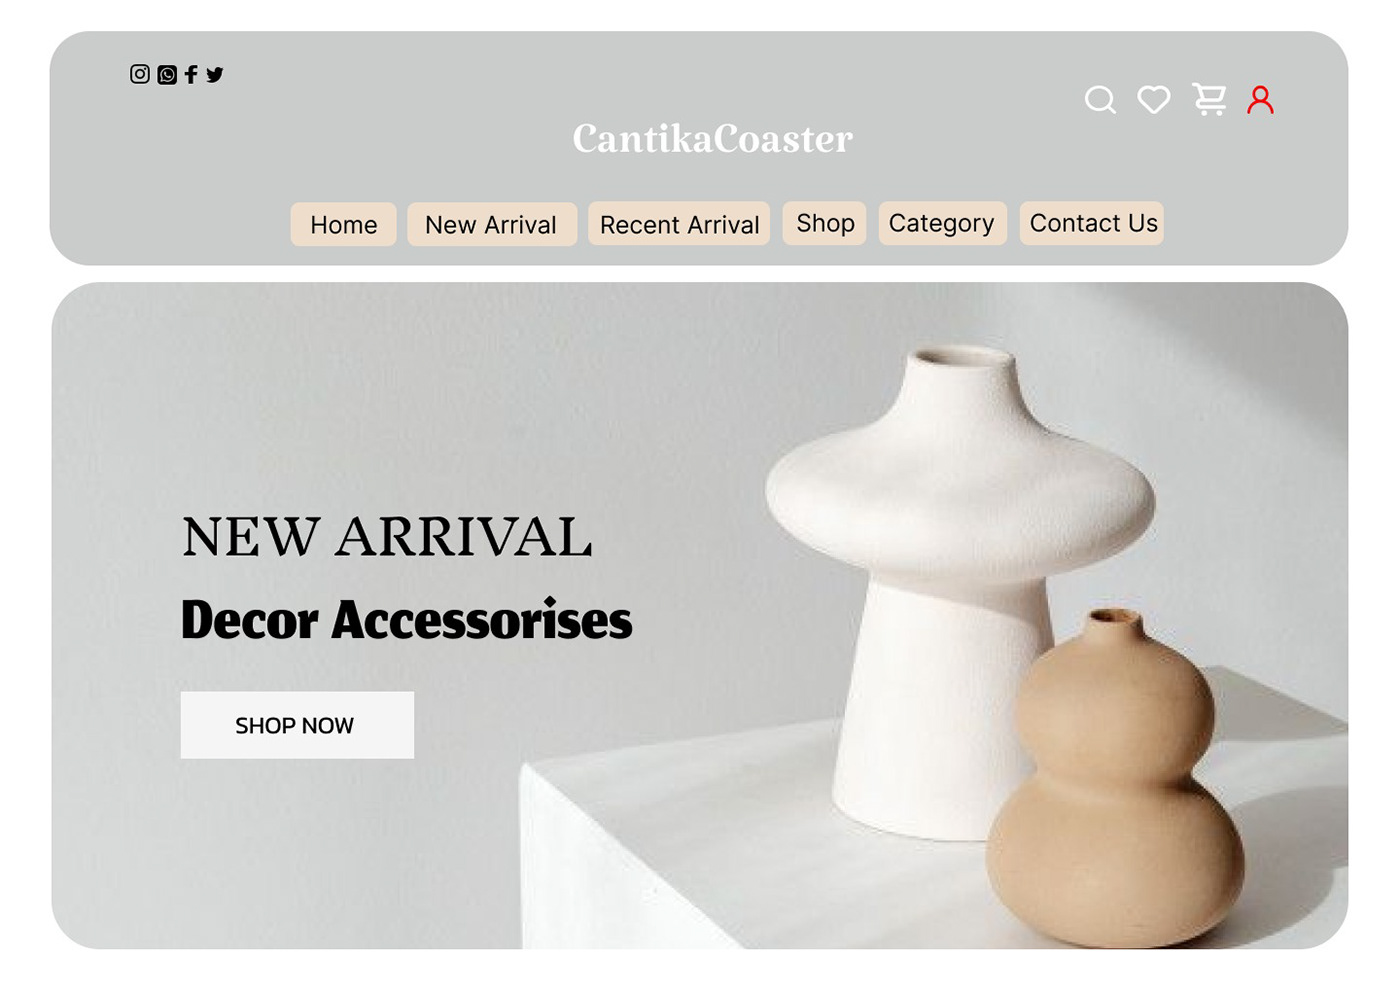 CantikaCoaster
Home New Arrival Recent Arrival Shop Category Contact Us
NEW ARRIVAL
Decor Accessorises
SHOP NOW